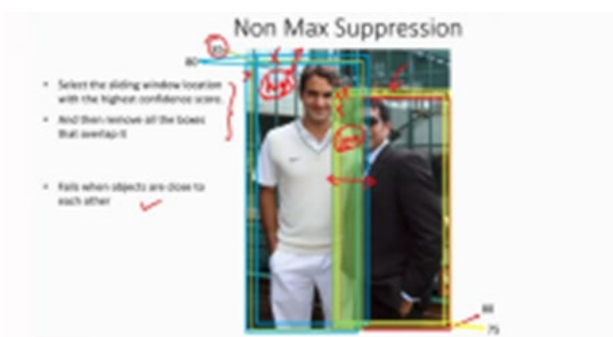 Non Max Suppression
80
• Select the sliding window location
with the highest confidence score.
• And then remove all the boxes
that overlap it
• Fails when objects are close to
each other
75